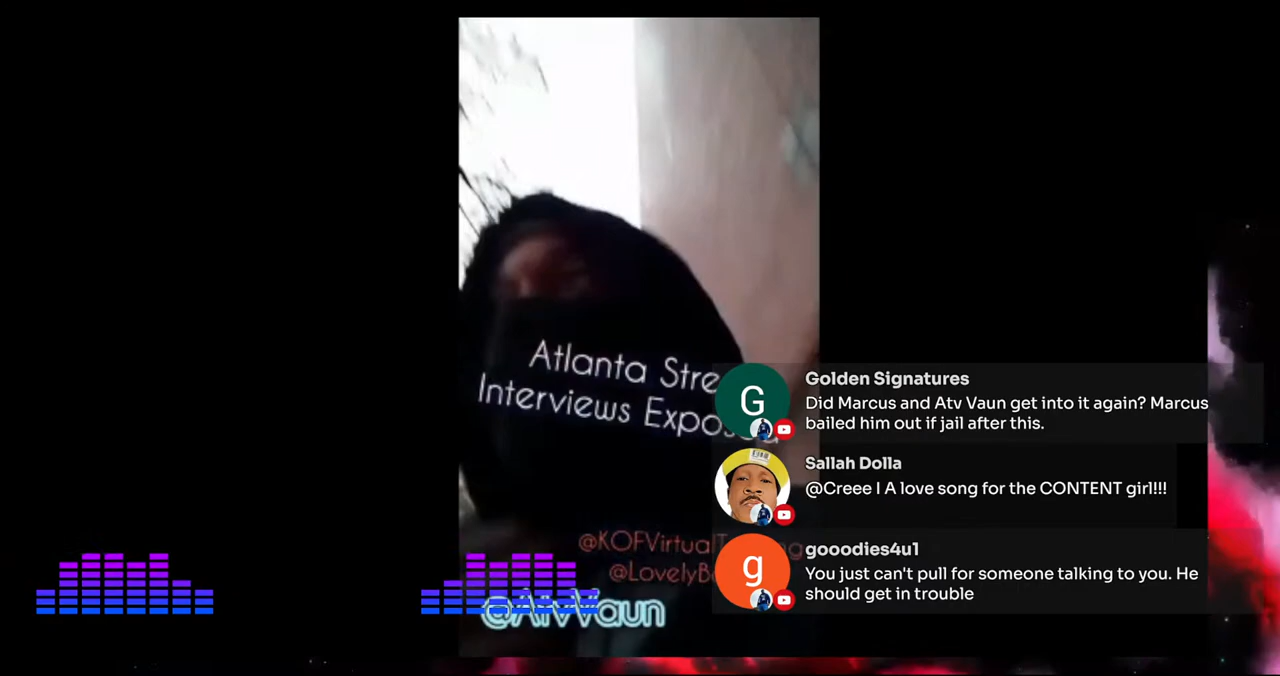 Atlanta Stre
Interviews Expos
@KOFVirtualT
@LovelyB
@AtvVaun
G
Golden Signatures
Did Marcus and Atv Vaun get into it again? Marcus
bailed him out if jail after this.
Sallah Dolla
@Creee I A love song for the CONTENT girl!!!
g
gooodies4u1
You just can't pull for someone talking to you. He
should get in trouble